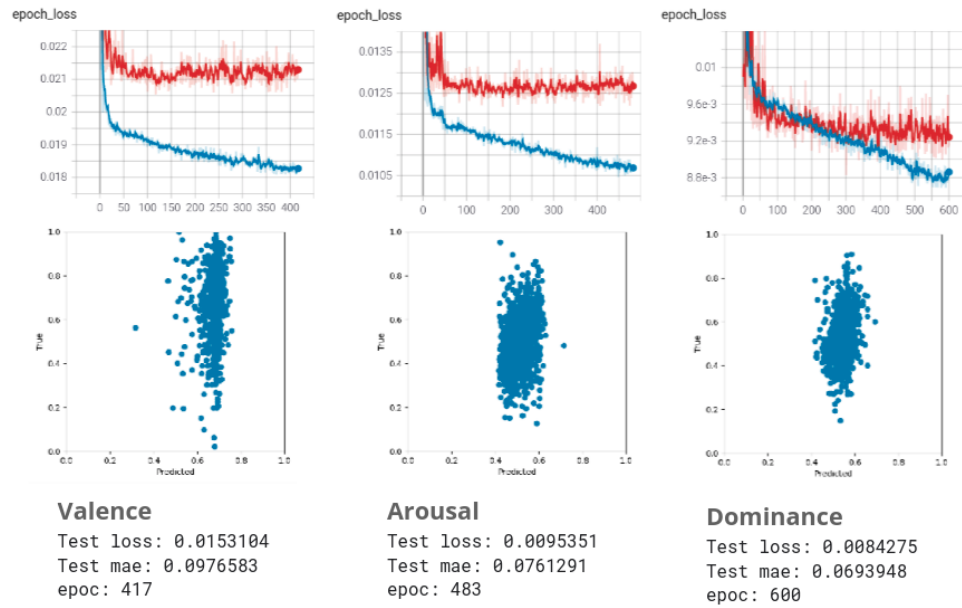 epoch_loss
0.022
0.021
0.02
0.019
0.018
0 50 100 150 200 250 300 350 400
epoch_loss
0.0135
0.0125
0.0115
0.0105
0 100 200 300 400
epoch_loss
0.01
9.6e-3
9.2e-3
8.8e-3
0 100 200 300 400 500 600
1.0
0.8
0.6
0.4
0.2
0.0
True
0.0 0.2 0.4 0.6 0.8 1.0
Predicted
1.0
0.8
0.6
0.4
0.2
0.0
True
0.0 0.2 0.4 0.6 0.8 1.0
Predicted
1.0
0.8
0.6
0.4
0.2
0.0
True
0.0 0.2 0.4 0.6 0.8 1.0
Predicted
Valence
Test loss: 0.0153104
Test mae: 0.0976583
epoc: 417
Arousal
Test loss: 0.0095351
Test mae: 0.0761291
epoc: 483
Dominance
Test loss: 0.0084275
Test mae: 0.0693948
epoc: 600